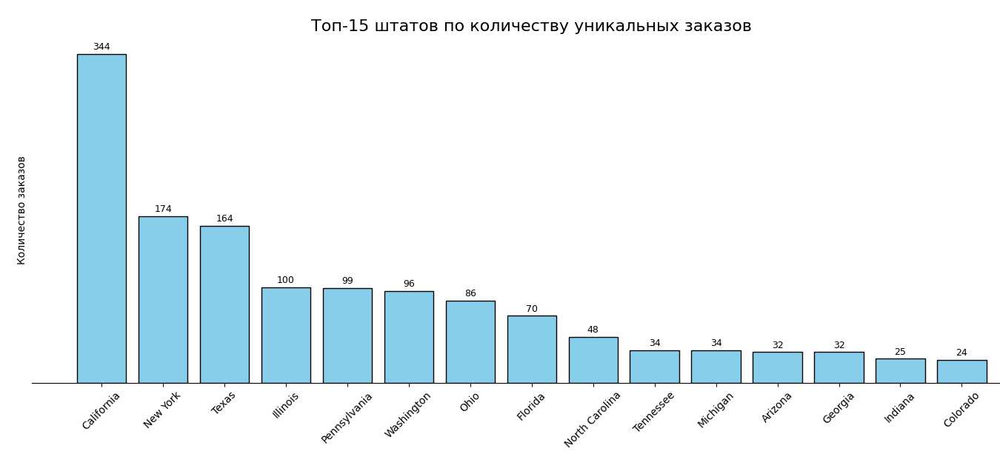 Топ-15 штатов по количеству уникальных заказов
Количество заказов
344
174
164
100
99
96
86
70
48
34
34
32
32
25
24
California
New York
Texas
Illinois
Pennsylvania
Washington
Ohio
Florida
North Carolina
Tennessee
Michigan
Arizona
Georgia
Indiana
Colorado